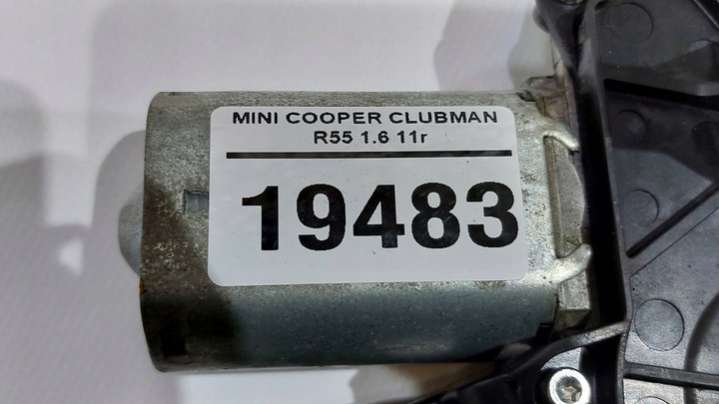 MINI COOPER CLUBMAN
R55 1.6 11r
19483